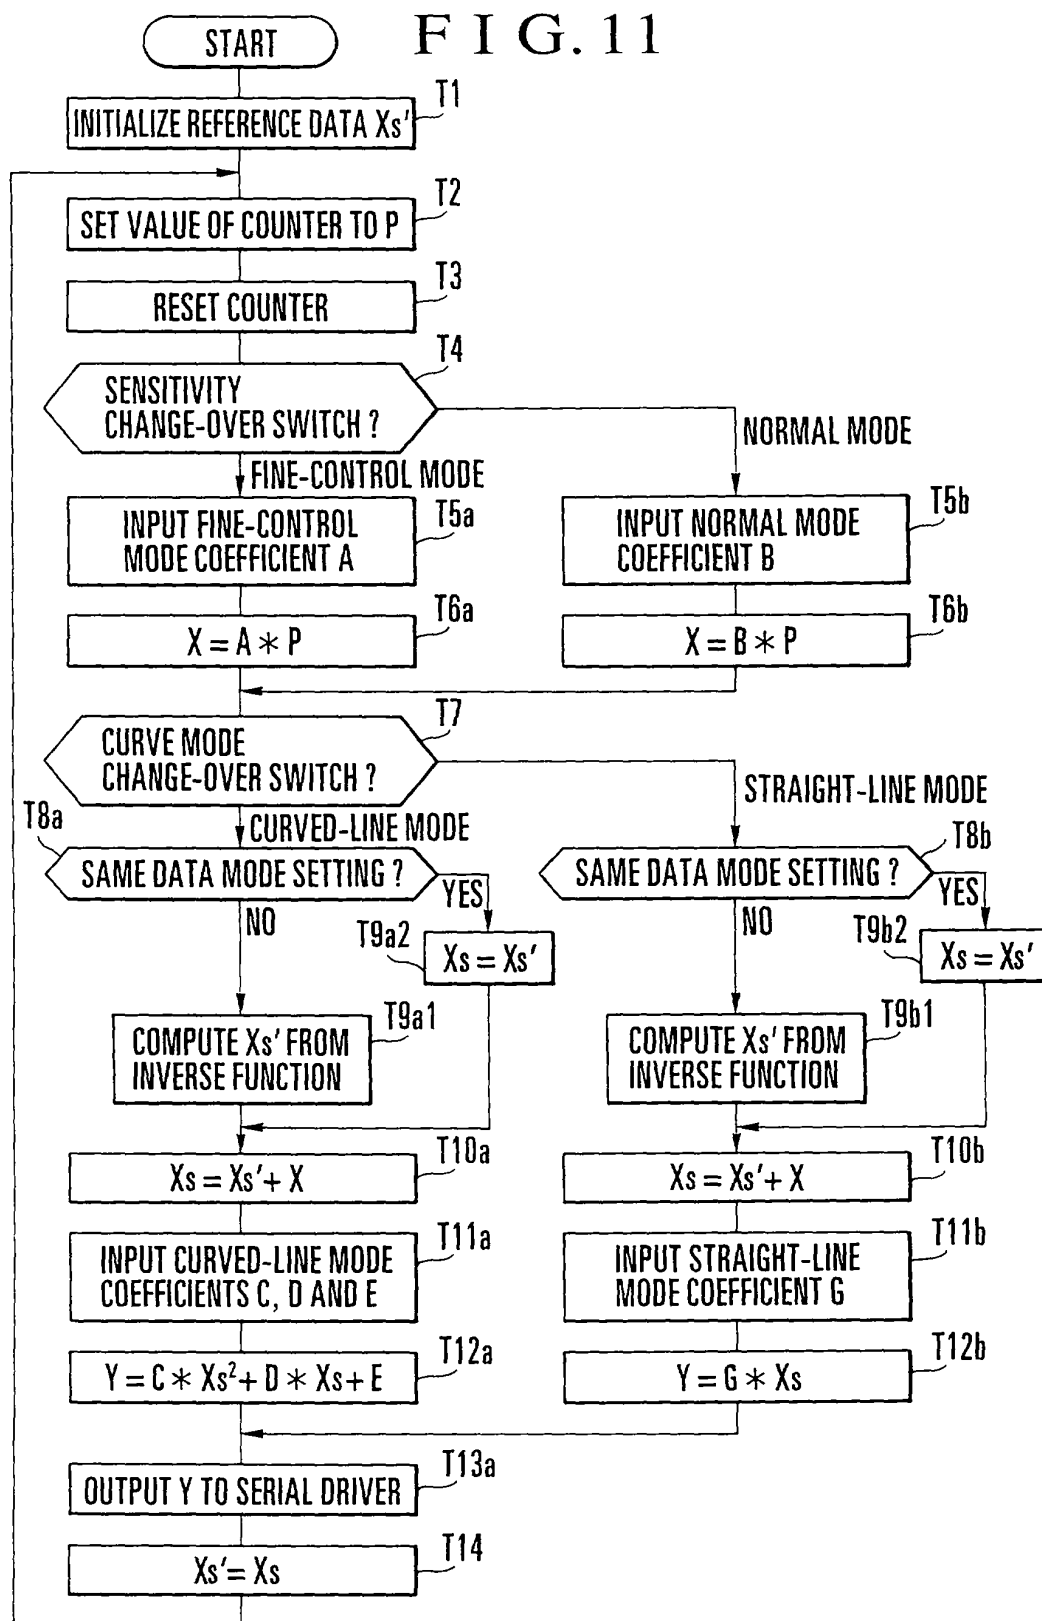 FIG. 11
START
T1
INITIALIZE REFERENCE DATA Xs'
T2
SET VALUE OF COUNTER TO P
T3
RESET COUNTER
T4
SENSITIVITY
CHANGE-OVER SWITCH ?
NORMAL MODE
FINE-CONTROL MODE
T5a
INPUT FINE-CONTROL
MODE COEFFICIENT A
T5b
INPUT NORMAL MODE
COEFFICIENT B
T6a
X = A * P
T6b
X = B * P
T7
CURVE MODE
CHANGE-OVER SWITCH ?
STRAIGHT-LINE MODE
CURVED-LINE MODE
T8a
SAME DATA MODE SETTING ?
YES
NO
T8b
SAME DATA MODE SETTING ?
YES
NO
T9a2
Xs = Xs'
T9b2
Xs = Xs'
T9a1
COMPUTE Xs' FROM
INVERSE FUNCTION
T9b1
COMPUTE Xs' FROM
INVERSE FUNCTION
T10a
Xs = Xs' + X
T10b
Xs = Xs' + X
T11a
INPUT CURVED-LINE MODE
COEFFICIENTS C, D AND E
T11b
INPUT STRAIGHT-LINE
MODE COEFFICIENT G
T12a
Y = C * Xs² + D * Xs + E
T12b
Y = G * Xs
T13a
OUTPUT Y TO SERIAL DRIVER
T14
Xs' = Xs